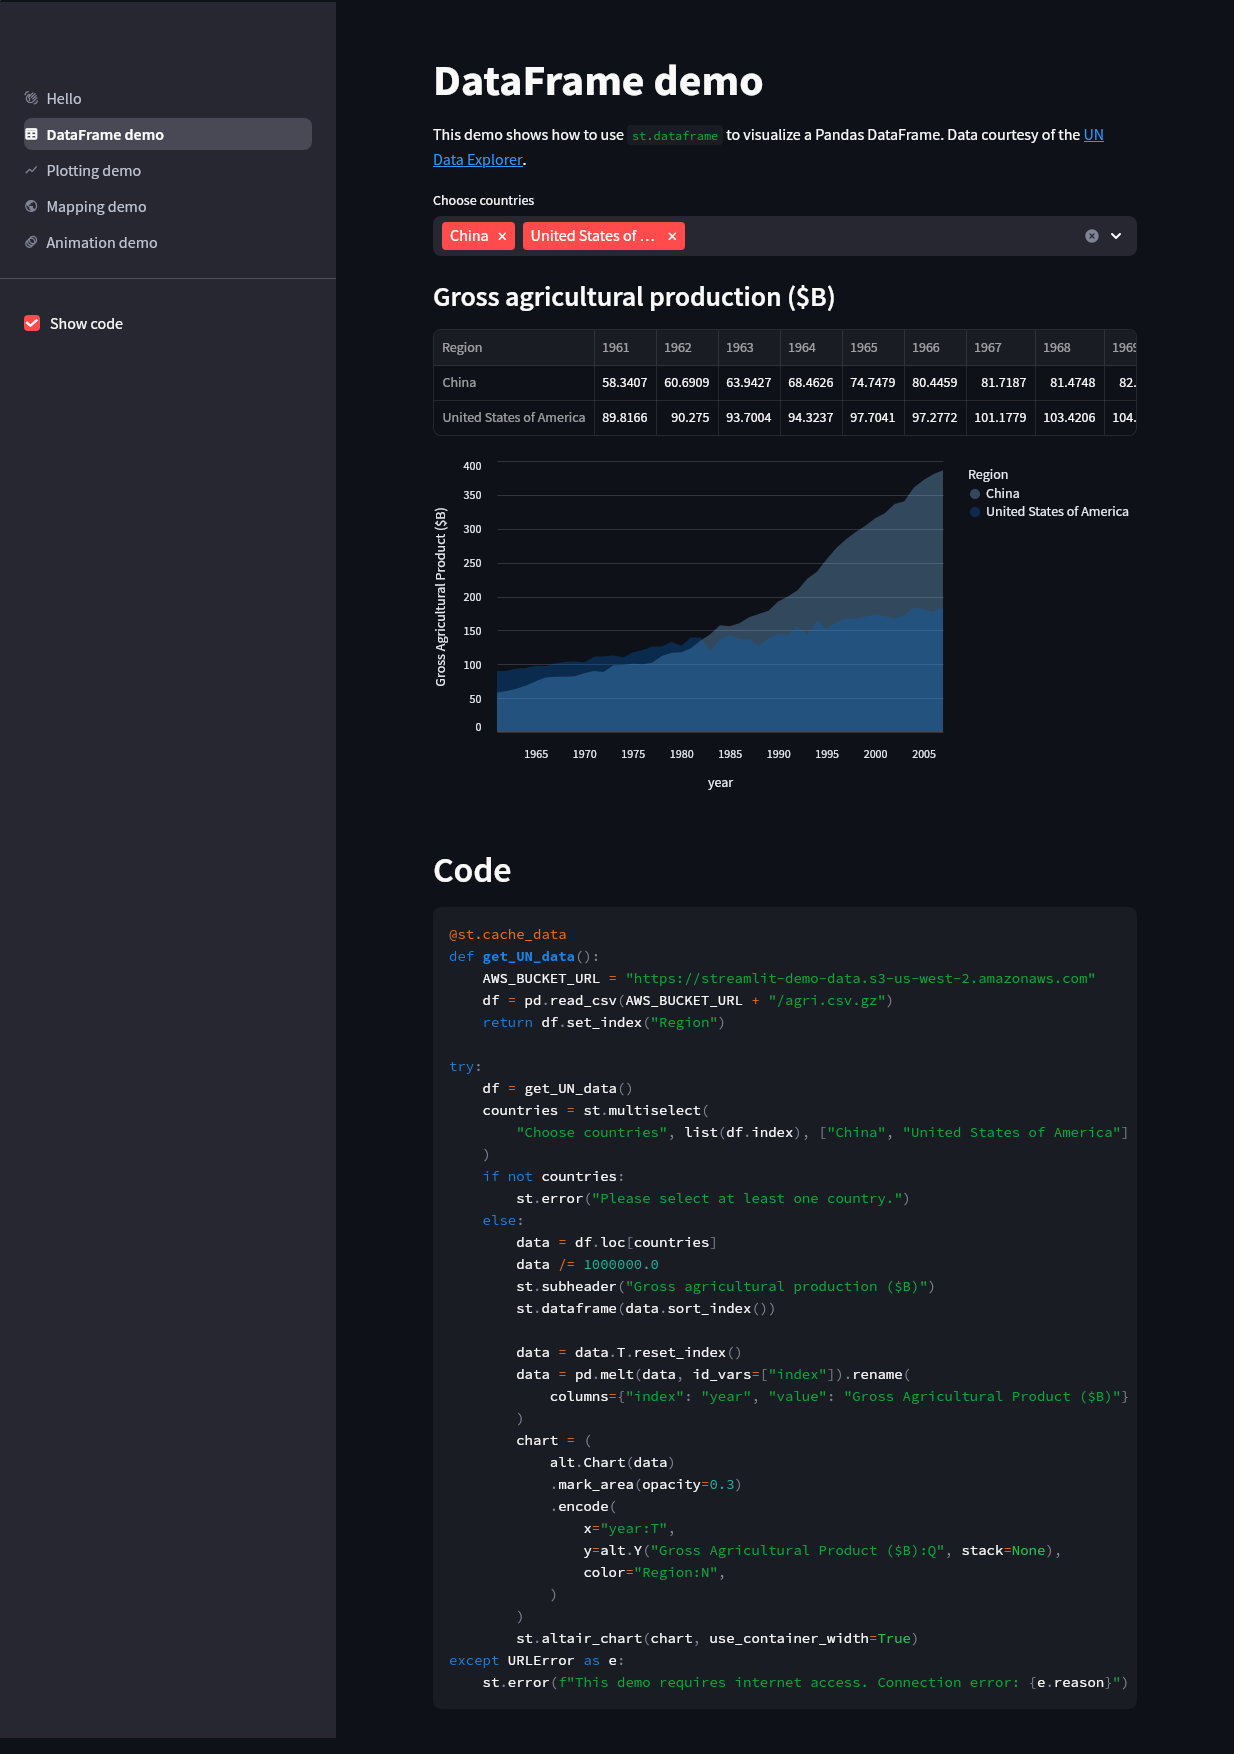 Hello
DataFrame demo
Plotting demo
Mapping demo
Animation demo
Show code
DataFrame demo
This demo shows how to use st.dataframe to visualize a Pandas DataFrame. Data courtesy of the UN
Data Explorer.
Choose countries
China × United States of ... ×
Gross agricultural production ($B)
Region 1961 1962 1963 1964 1965 1966 1967 1968 1969
China 58.3407 60.6909 63.9427 68.4626 74.7479 80.4459 81.7187 81.4748 82.
United States of America 89.8166 90.275 93.7004 94.3237 97.7041 97.2772 101.1779 103.4206 104.
Gross Agricultural Product ($B)
400
350
300
250
200
150
100
50
0
1965 1970 1975 1980 1985 1990 1995 2000 2005
year
Region
China
United States of America
Code
@st.cache_data
def get_UN_data():
    AWS_BUCKET_URL = "https://streamlit-demo-data.s3-us-west-2.amazonaws.com"
    df = pd.read_csv(AWS_BUCKET_URL + "/agri.csv.gz")
    return df.set_index("Region")
try:
    df = get_UN_data()
    countries = st.multiselect(
        "Choose countries", list(df.index), ["China", "United States of America"]
    )
    if not countries:
        st.error("Please select at least one country.")
    else:
        data = df.loc[countries]
        data /= 1000000.0
        st.subheader("Gross agricultural production ($B)")
        st.dataframe(data.sort_index())
        data = data.T.reset_index()
        data = pd.melt(data, id_vars=["index"]).rename(
            columns={"index": "year", "value": "Gross Agricultural Product ($B)"}
        )
        chart = (
            alt.Chart(data)
            .mark_area(opacity=0.3)
            .encode(
                x="year:T",
                y=alt.Y("Gross Agricultural Product ($B):Q", stack=None),
                color="Region:N",
            )
        )
        st.altair_chart(chart, use_container_width=True)
except URLError as e:
    st.error(f"This demo requires internet access. Connection error: {e.reason}")